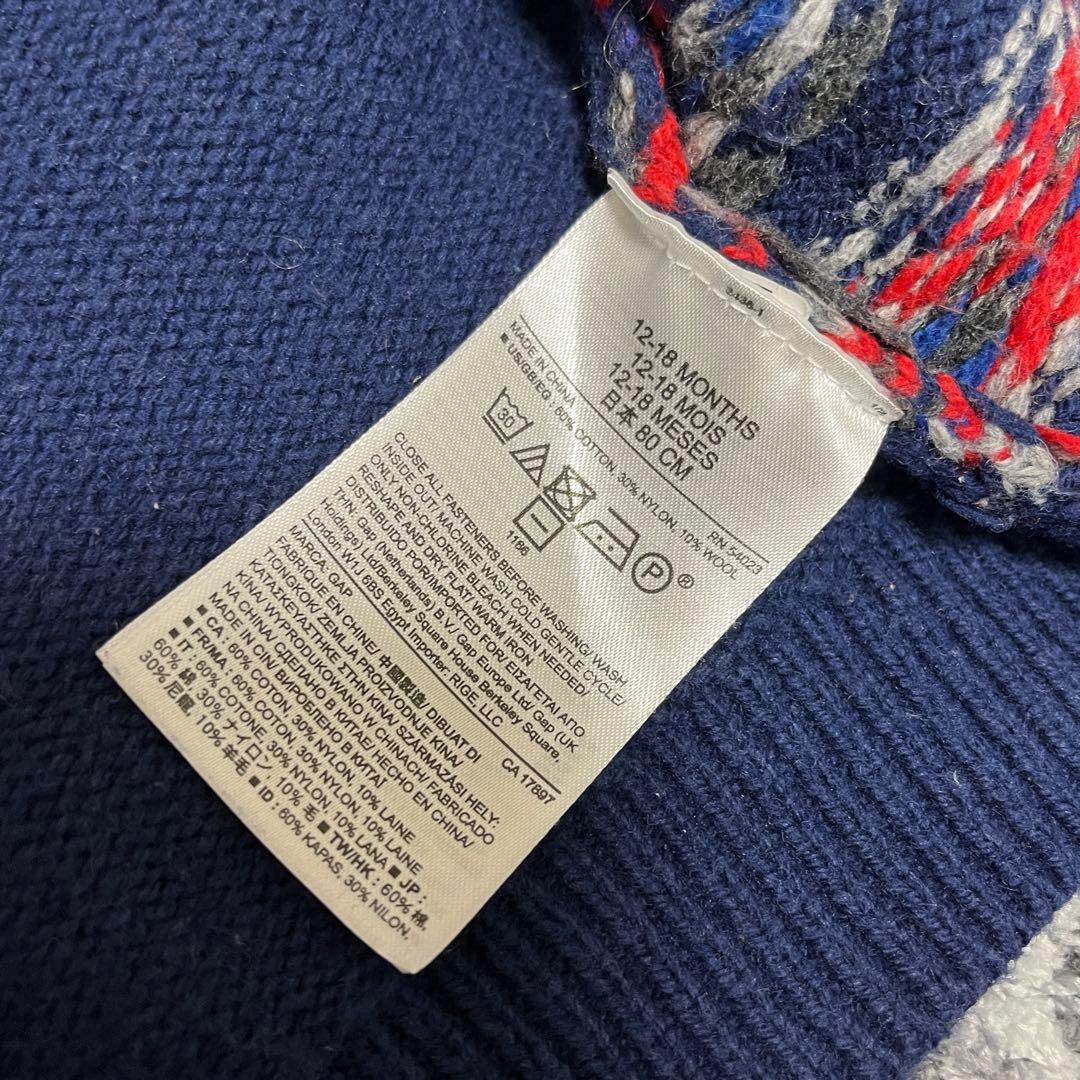 12-18 MONTHS
12-18 MOIS
12-18 MESES
日本 80 CM
MADE IN CHINA RN 54023
■ US/GB/EG : 60% COTTON, 30% NYLON, 10% WOOL
30
P ®
1186
CLOSE ALL FASTENERS BEFORE WASHING/ WASH
INSIDE OUT/ MACHINE WASH COLD GENTLE CYCLE/
ONLY NON-CHLORINE BLEACH WHEN NEEDED/
RESHAPE AND DRY FLAT/ WARM IRON
DISTRIBUIDO POR/IMPORTED FOR/ ΕΙΣΑΓΕΤΑΙ ΑΠΟ
ΤΗΝ: Gap (Netherlands) B.V./ Gap Europe Ltd/ Gap (UK
Holdings) Ltd/Berkeley Square House Berkeley Square,
London/ W1J, 6BS Egypt Importer: RIGE, LLC
MARCA. GAP CA 17897
FABRIQUE EN CHINE/ 中國製造/ DIBUAT DI
TIONGKOK/ ZEMLJA PROIZVODNJE KINA/
ΚΑΤΑΣΚΕΥΑΣΤΗΚΕ ΣΤΗΝ ΚΙΝΑ/ SZÁRMAZÁSI HELY:
KÍNA/ WYPRODUKOWANO W CHINACH/ FABRICADO
NA CHINA/ СДЕЛАНО В КИТАЕ/ HECHO EN CHINA/
MADE IN CIN/ ВИРОБЛЕНО В КИТАЇ
■ CA : 60% COTON, 30% NYLON, 10% LAINE
■ FR/MA : 60% COTON, 30% NYLON, 10% LAINE
■ IT : 60% COTONE, 30% NYLON, 10% LANA ■ JP :
60% 綿, 30% ナイロン, 10% 毛 ■ TW/HK : 60% 棉,
30% 尼龍, 10% 羊毛 ■ ID : 60% KAPAS, 30% NILON,